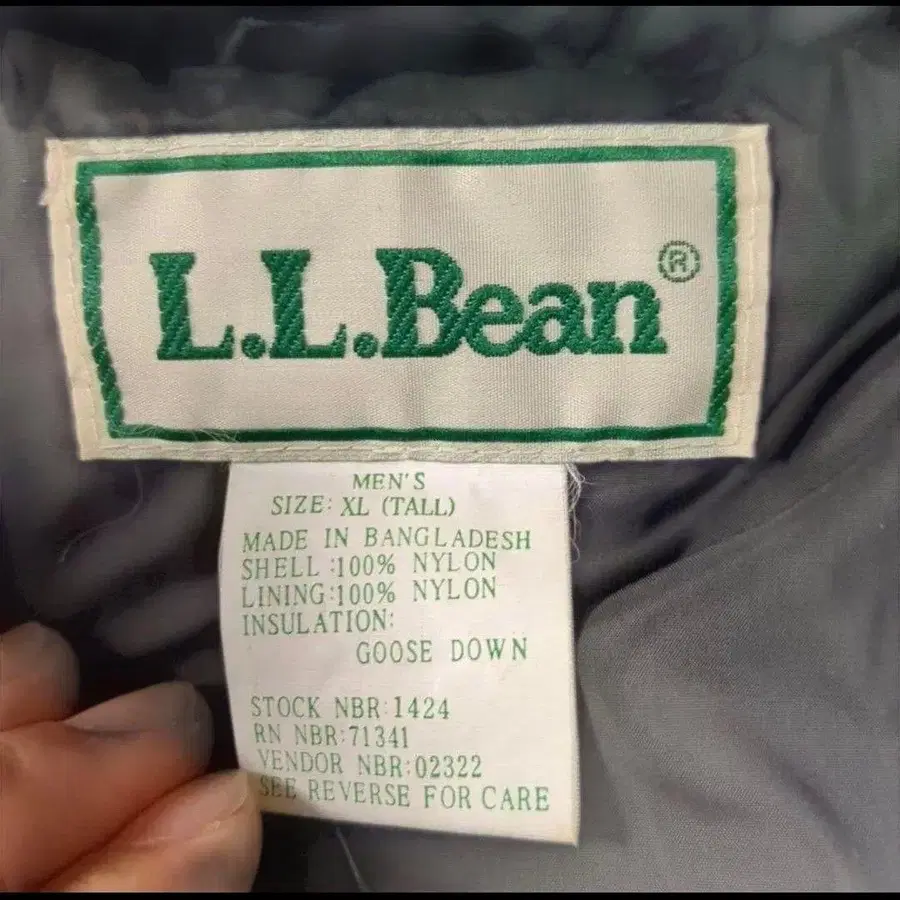 L.L.Bean®
MEN'S
SIZE: XL (TALL)
MADE IN BANGLADESH
SHELL :100% NYLON
LINING:100% NYLON
INSULATION:
GOOSE DOWN
STOCK NBR:1424
RN NBR:71341
VENDOR NBR:02322
SEE REVERSE FOR CARE